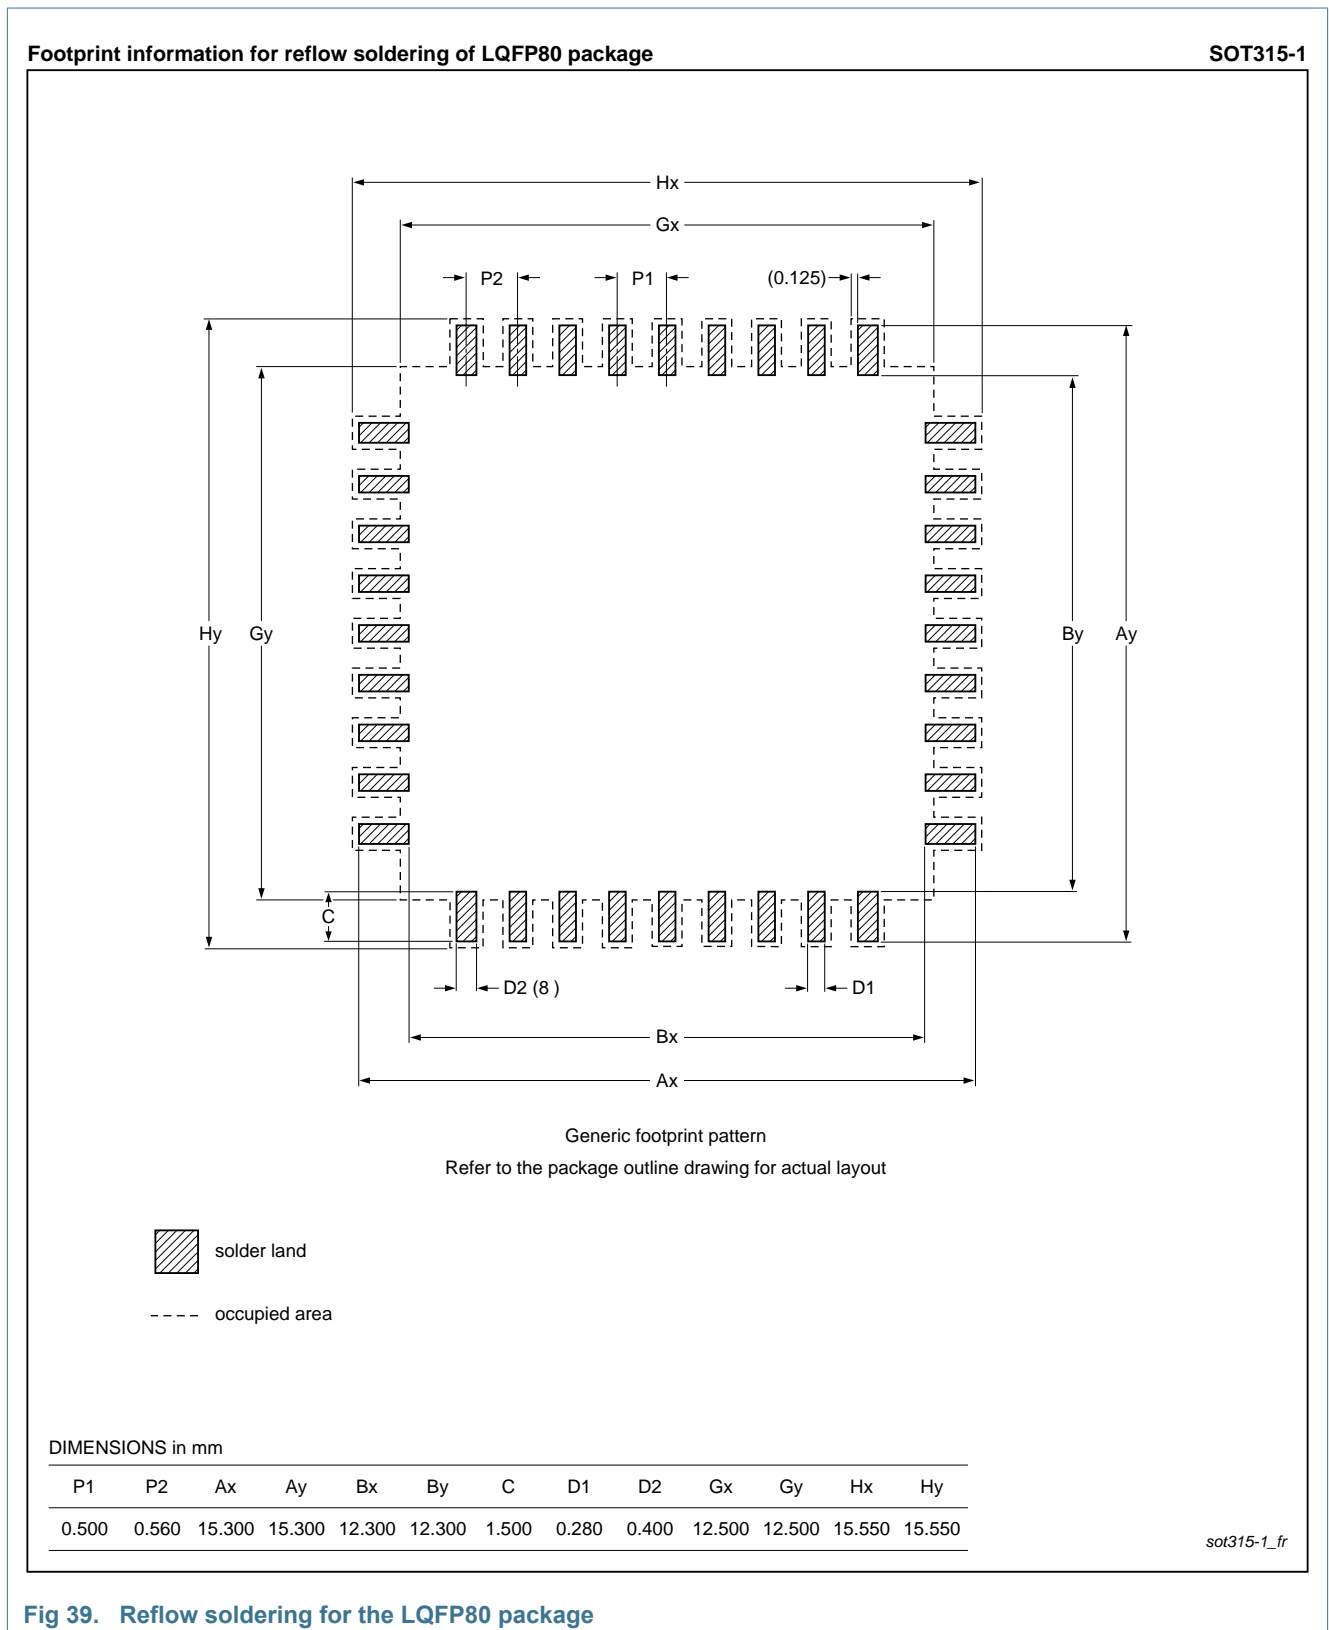 Footprint information for reflow soldering of LQFP80 package SOT315-1
Hx
Gx
P2 P1 (0.125)
Hy Gy By Ay
C
D2 (8 ) D1
Bx
Ax
Generic footprint pattern
Refer to the package outline drawing for actual layout
solder land
occupied area
DIMENSIONS in mm
P1 P2 Ax Ay Bx By C D1 D2 Gx Gy Hx Hy
0.500 0.560 15.300 15.300 12.300 12.300 1.500 0.280 0.400 12.500 12.500 15.550 15.550
sot315-1_fr
Fig 39. Reflow soldering for the LQFP80 package